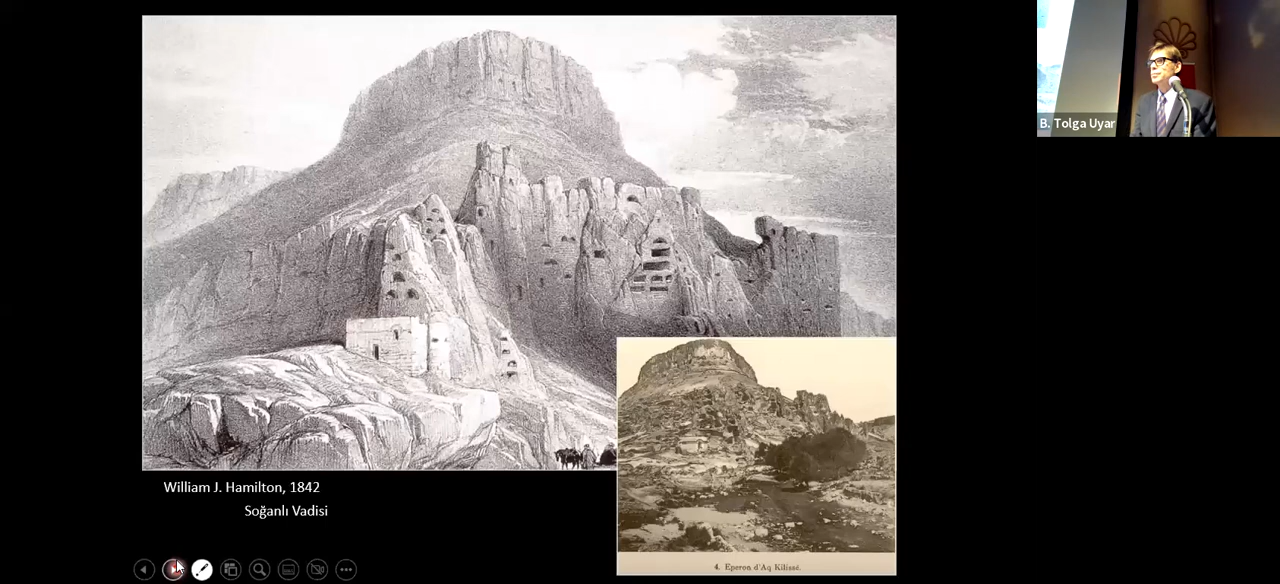 B. Tolga Uyar
William J. Hamilton, 1842
Soğanlı Vadisi
4. Eperon d'Aq Kilissé.